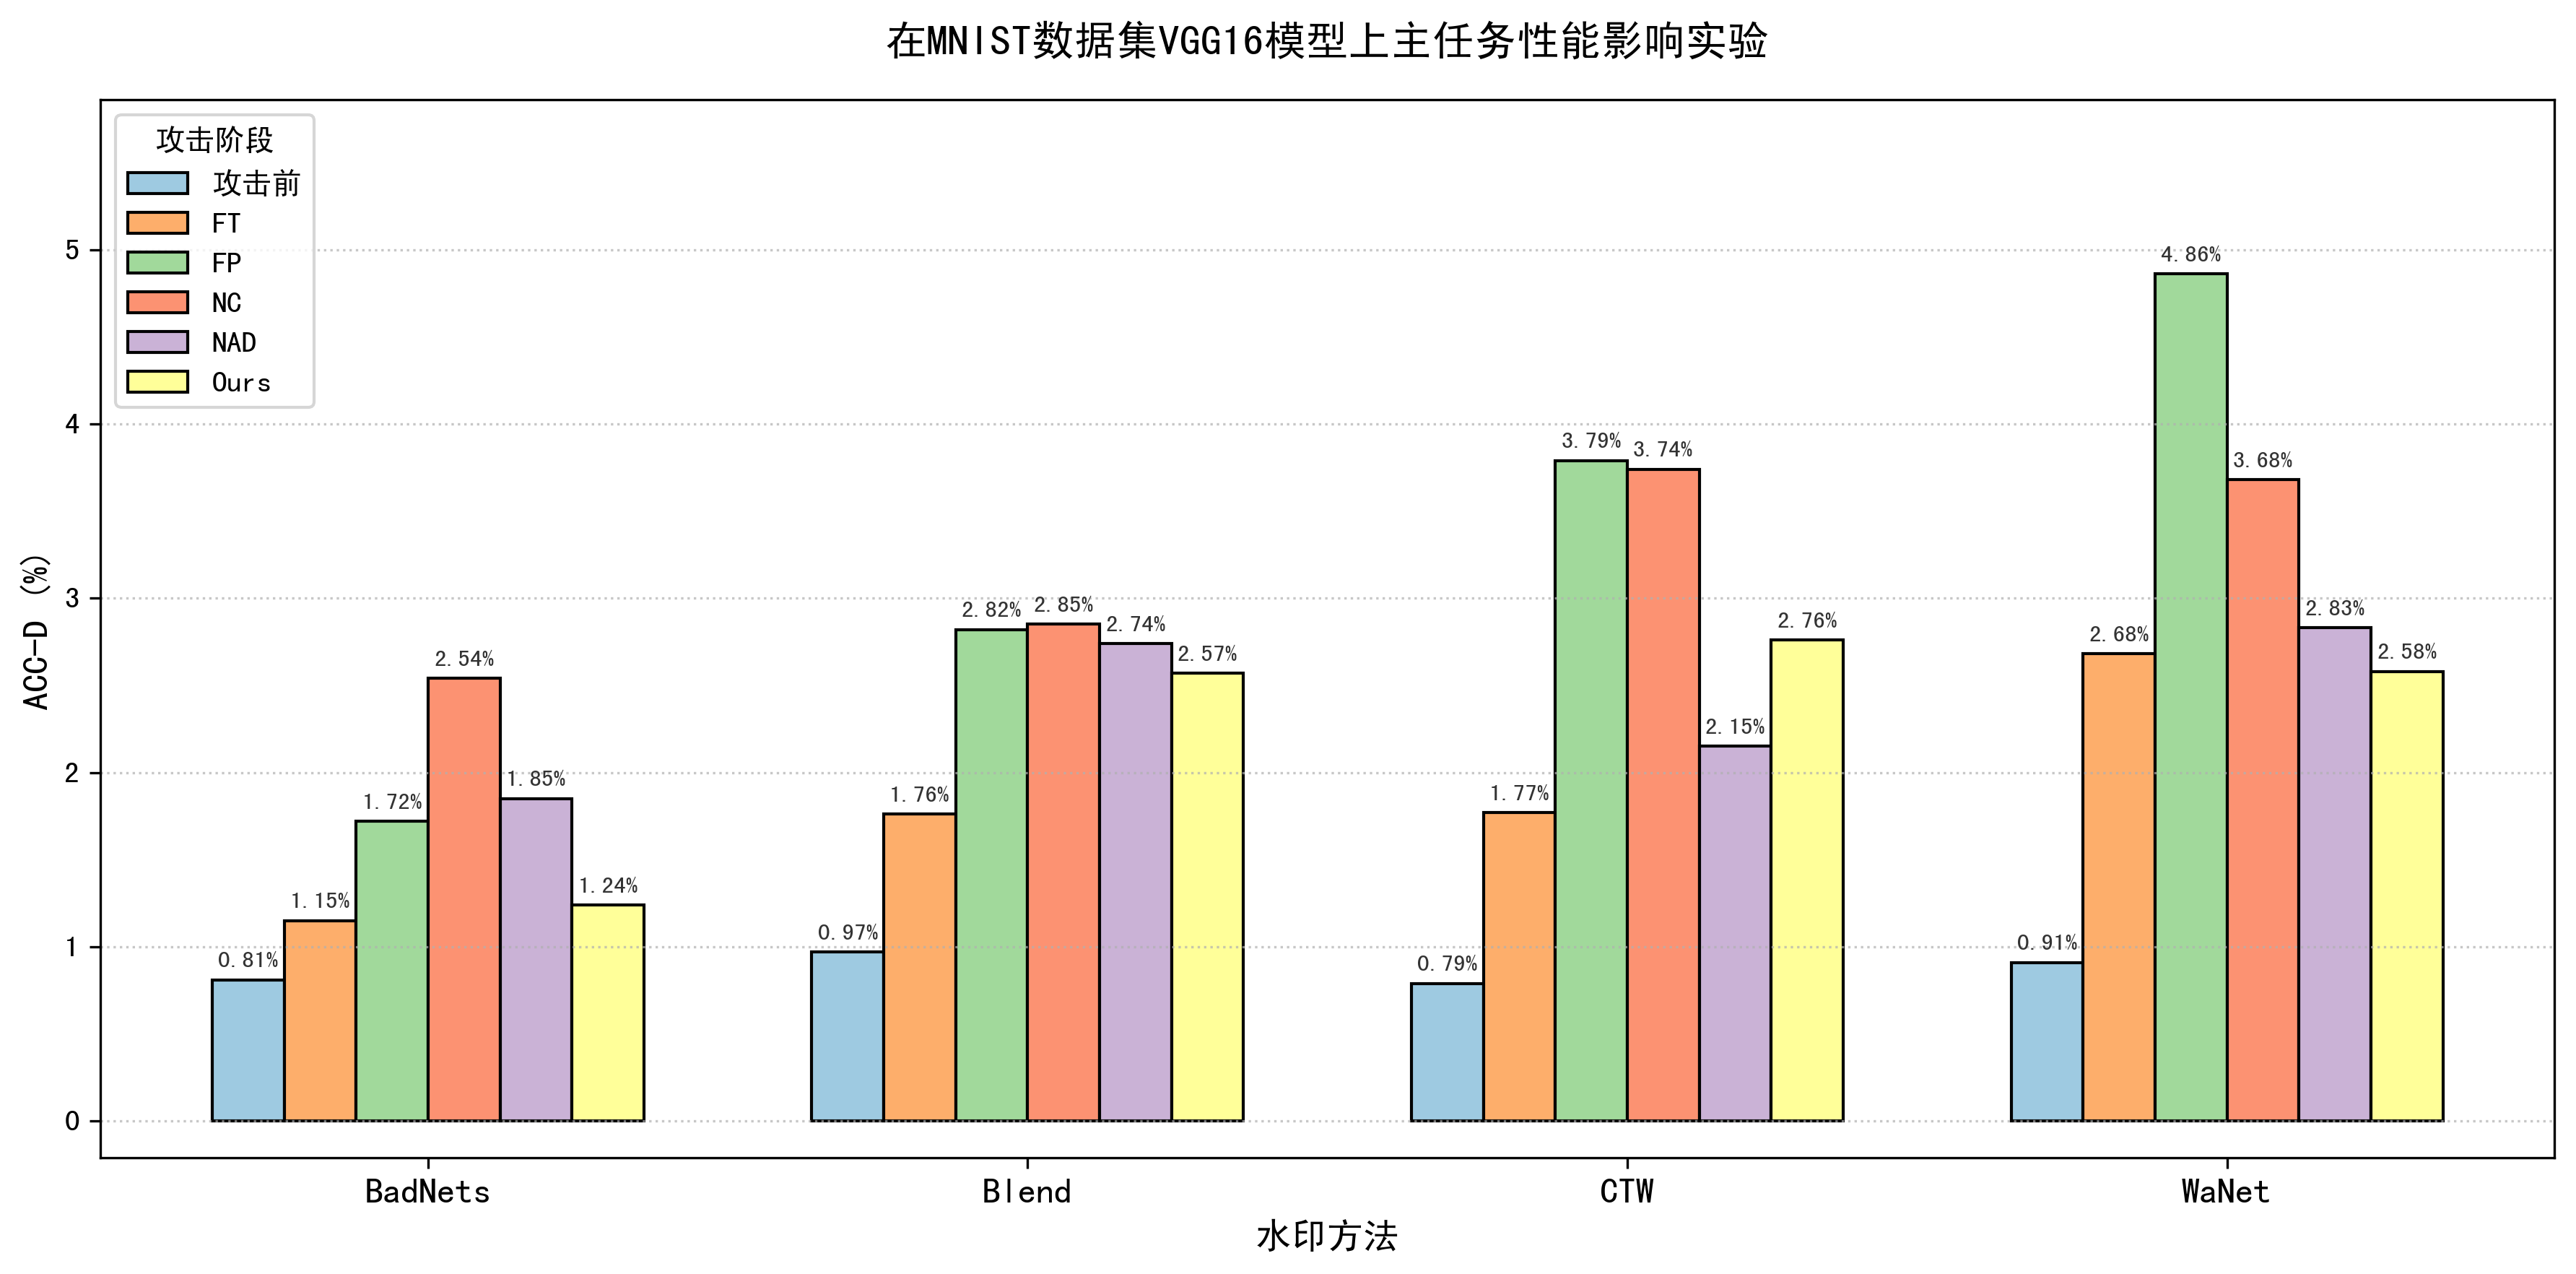 在MNIST数据集VGG16模型上主任务性能影响实验
攻击阶段
攻击前
FT
FP
NC
NAD
Ours
ACC-D (%)
5
4
3
2
1
0
0.81%
1.15%
1.72%
2.54%
1.85%
1.24%
0.97%
1.76%
2.82%
2.85%
2.74%
2.57%
0.79%
1.77%
3.79%
3.74%
2.15%
2.76%
0.91%
2.68%
4.86%
3.68%
2.83%
2.58%
BadNets
Blend
CTW
WaNet
水印方法